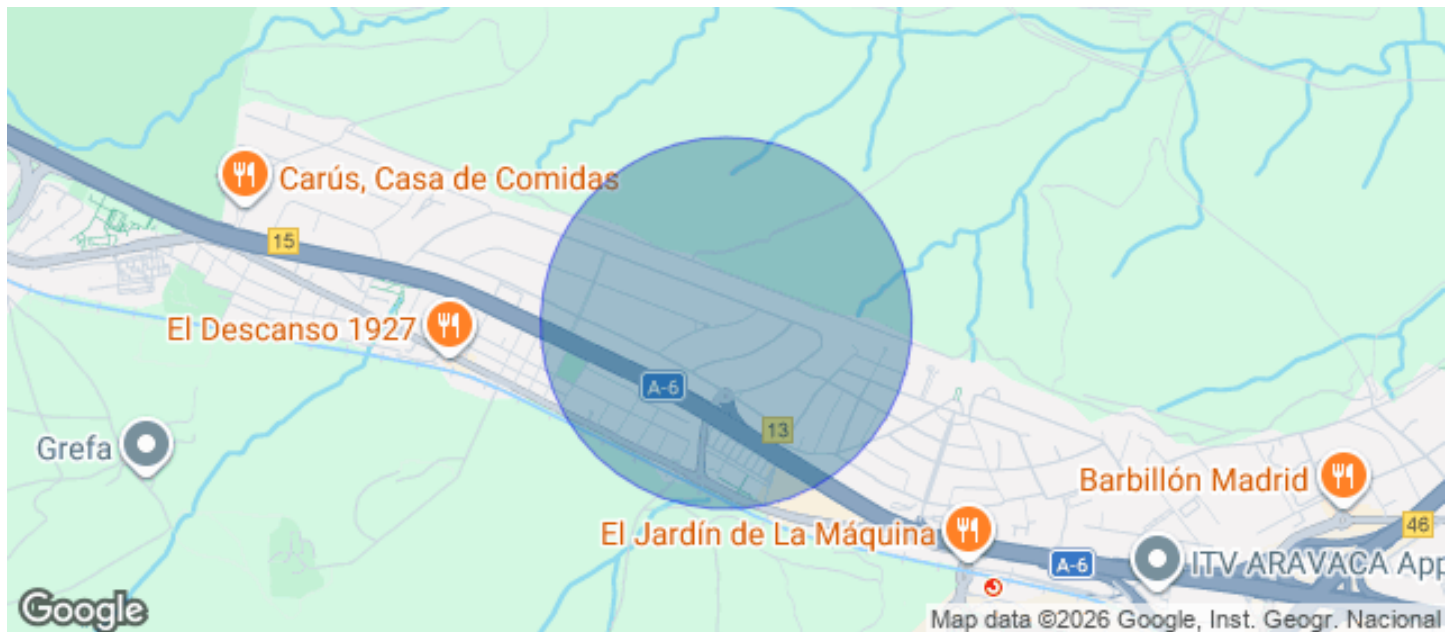 Carús, Casa de Comidas
15
El Descanso 1927
A-6
13
Grefa
Barbillón Madrid
46
El Jardín de La Máquina
A-6
ITV ARAVACA App
Google
Map data ©2026 Google, Inst. Geogr. Nacional